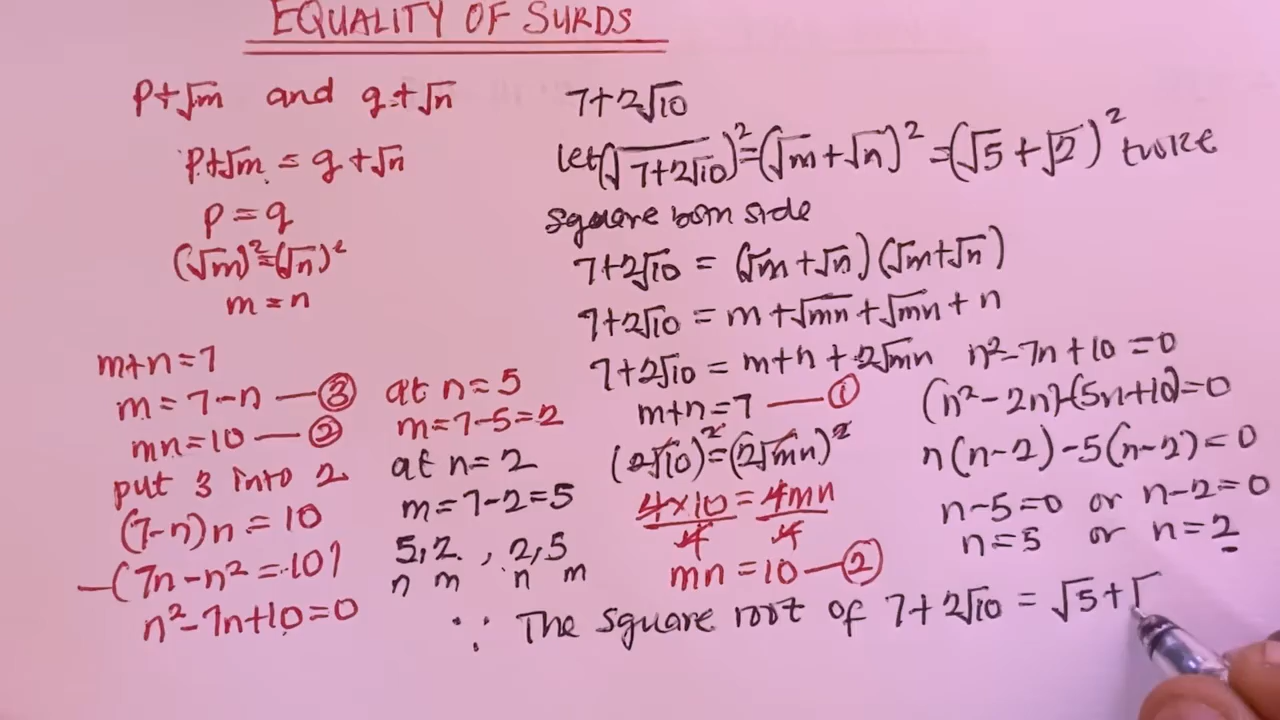 EQUALITY OF SURDS
p+√m and q+√n
p+√m = q+√n
p = q
(√m)²=(√n)²
m = n
7+2√10
let(√7+2√10)²=(√m+√n)²=(√5+√2)² twice
square both side
7+2√10 = (√m+√n)(√m+√n)
7+2√10 = m+√mn+√mn+n
7+2√10 = m+n+2√mn
m+n=7 —①
(2√10)²=(2√mn)²
4×10 = 4mn
4 4
mn = 10 —②
m+n=7
m=7-n —③
mn=10 —②
put 3 into 2
(7-n)n = 10
-(7n-n²=10)
n²-7n+10=0
n²-7n+10=0
(n²-2n)-(5n+10)=0
n(n-2)-5(n-2)=0
n-5=0 or n-2=0
n=5 or n=2
at n=5
m=7-5=2
at n=2
m=7-2=5
5,2 , 2,5
n m n m
∵ The square root of 7+2√10 = √5+√